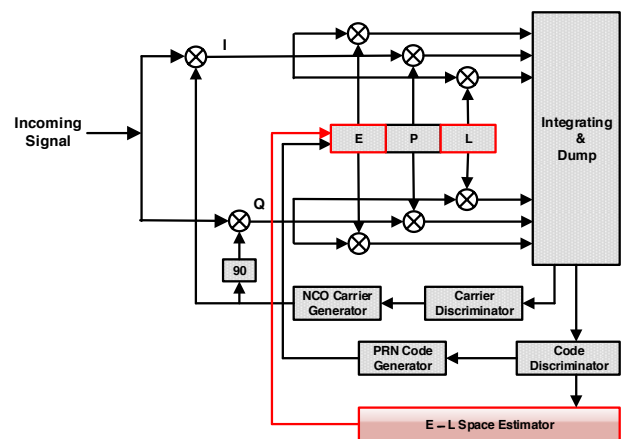 I
Incoming
Signal
E
P
L
Integrating
&
Dump
Q
90
NCO Carrier
Generator
Carrier
Discriminator
PRN Code
Generator
Code
Discriminator
E – L Space Estimator